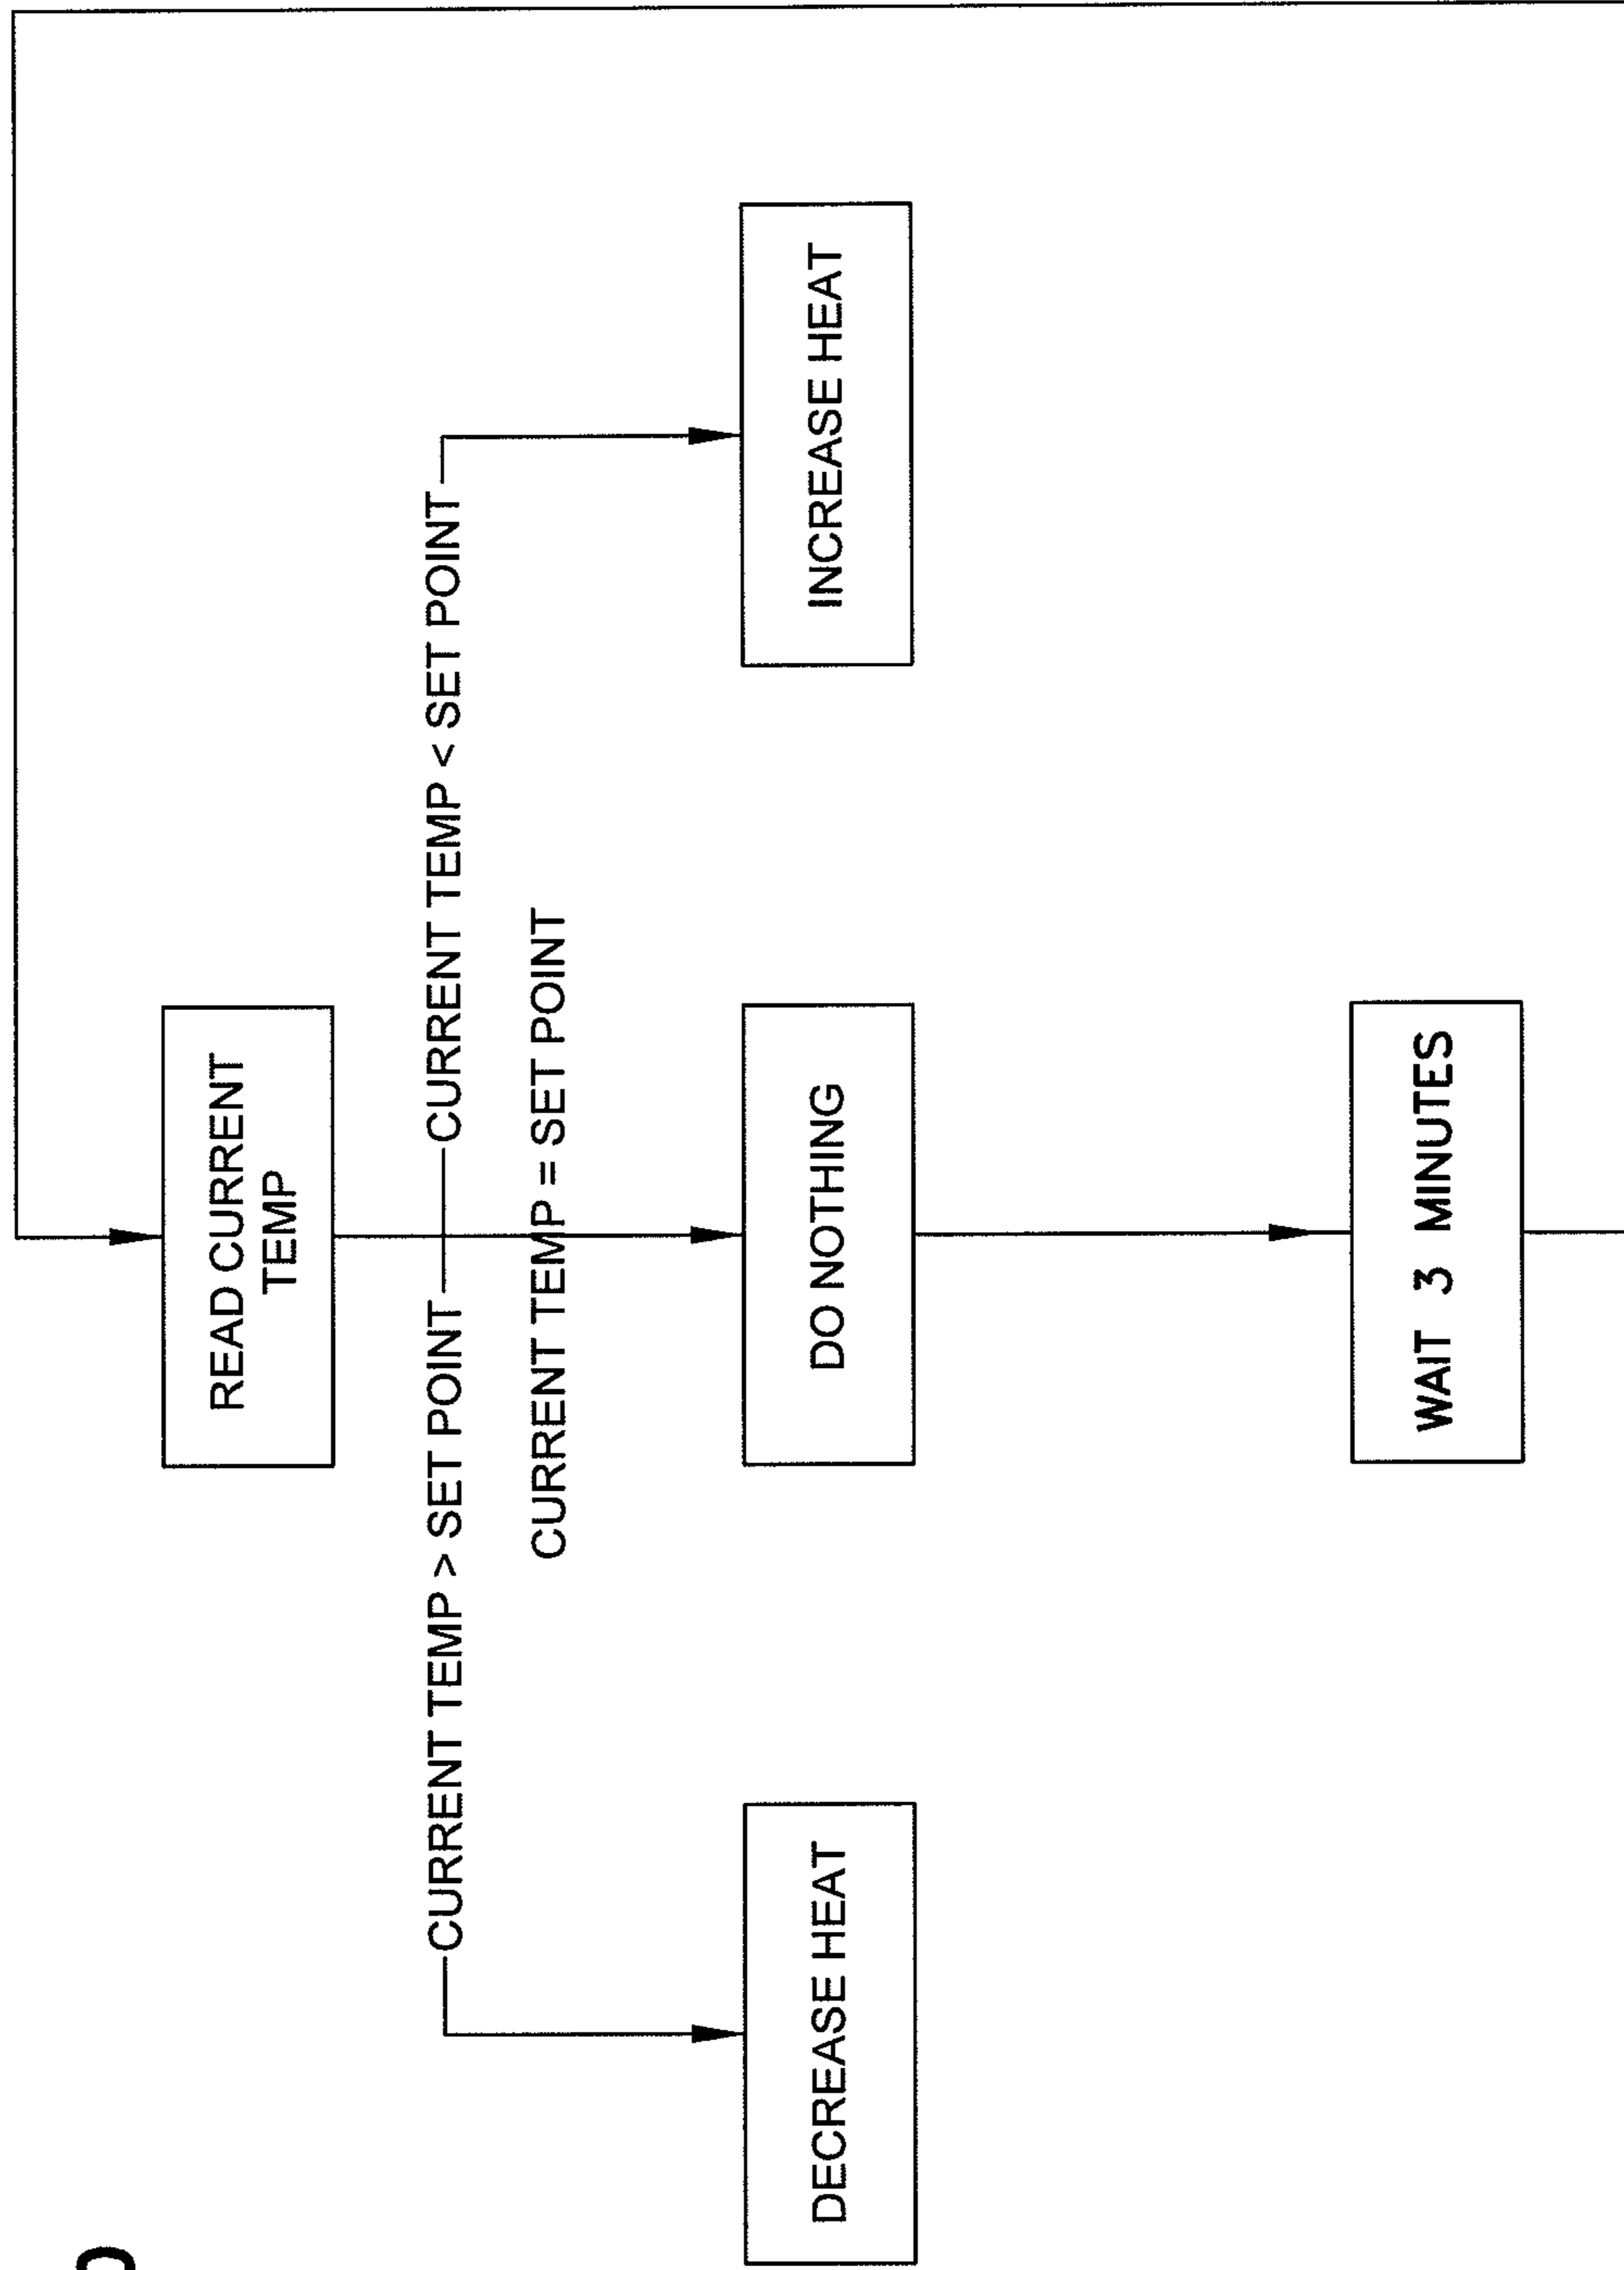 READ CURRENT
TEMP
CURRENT TEMP > SET POINT
CURRENT TEMP < SET POINT
CURRENT TEMP = SET POINT
DECREASE HEAT
DO NOTHING
INCREASE HEAT
WAIT 3 MINUTES